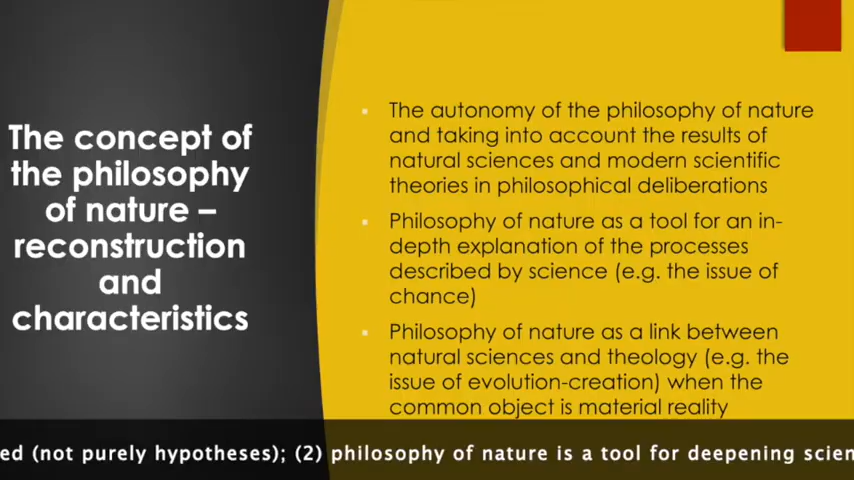 The concept of
the philosophy
of nature –
reconstruction
and
characteristics
▪ The autonomy of the philosophy of nature
and taking into account the results of
natural sciences and modern scientific
theories in philosophical deliberations
▪ Philosophy of nature as a tool for an in-
depth explanation of the processes
described by science (e.g. the issue of
chance)
▪ Philosophy of nature as a link between
natural sciences and theology (e.g. the
issue of evolution-creation) when the
common object is material reality
ed (not purely hypotheses); (2) philosophy of nature is a tool for deepening scien